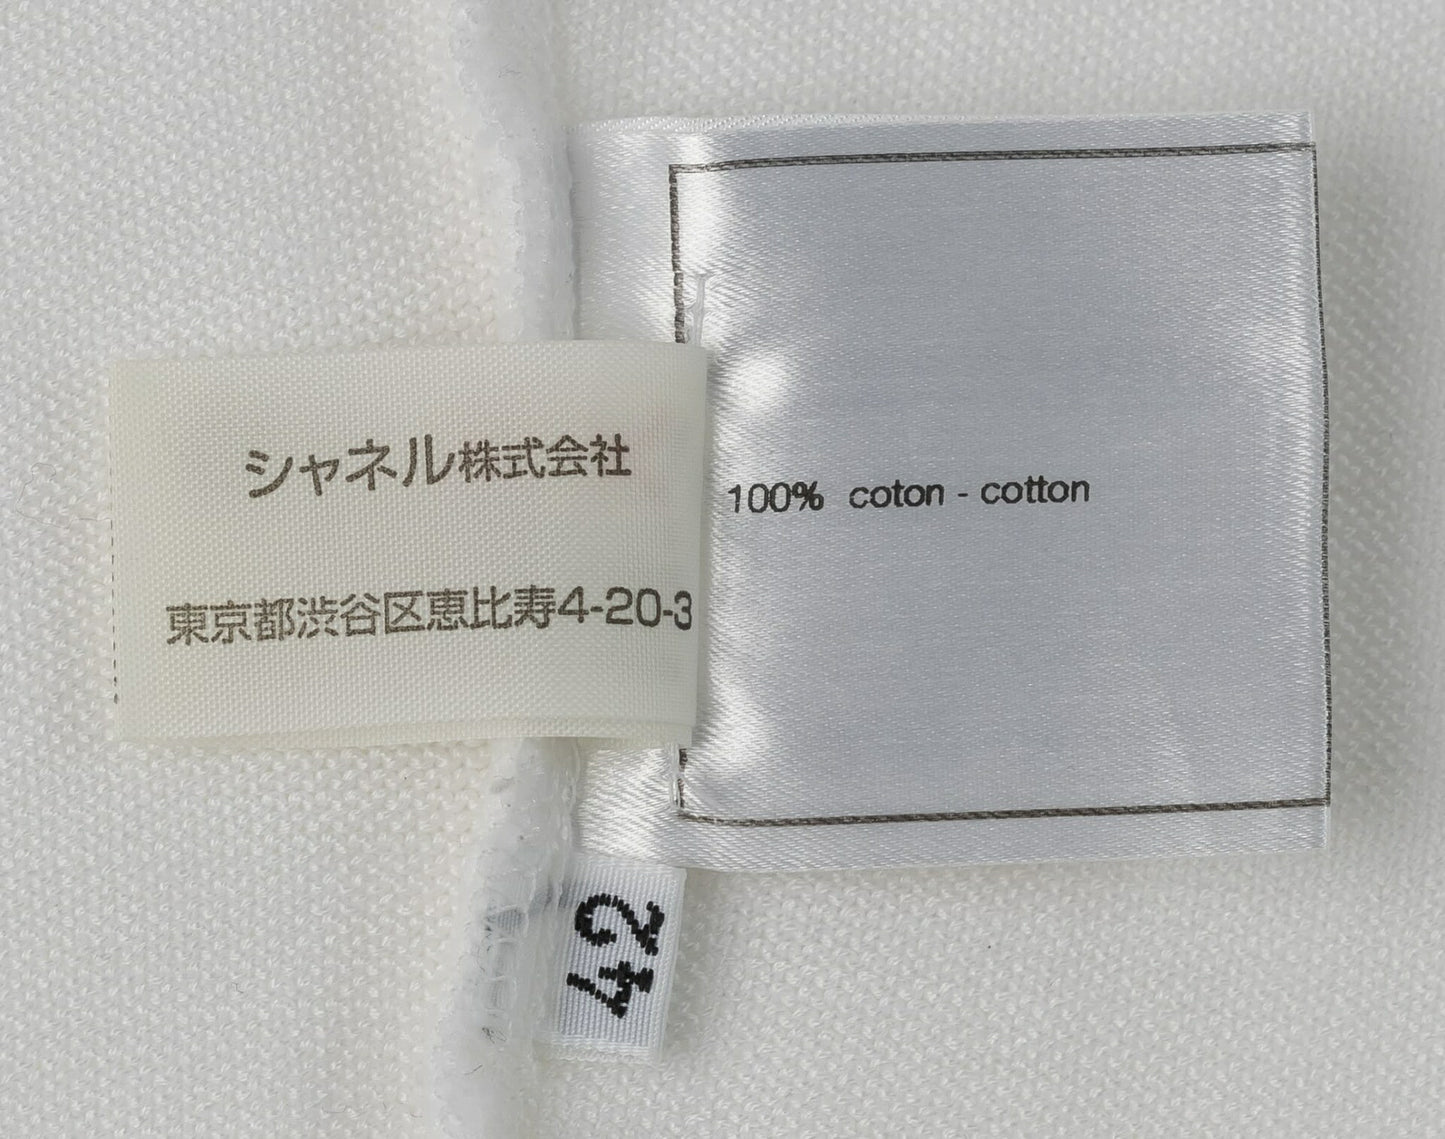 シャネル株式会社
東京都渋谷区恵比寿4-20-3
100% coton - cotton
42